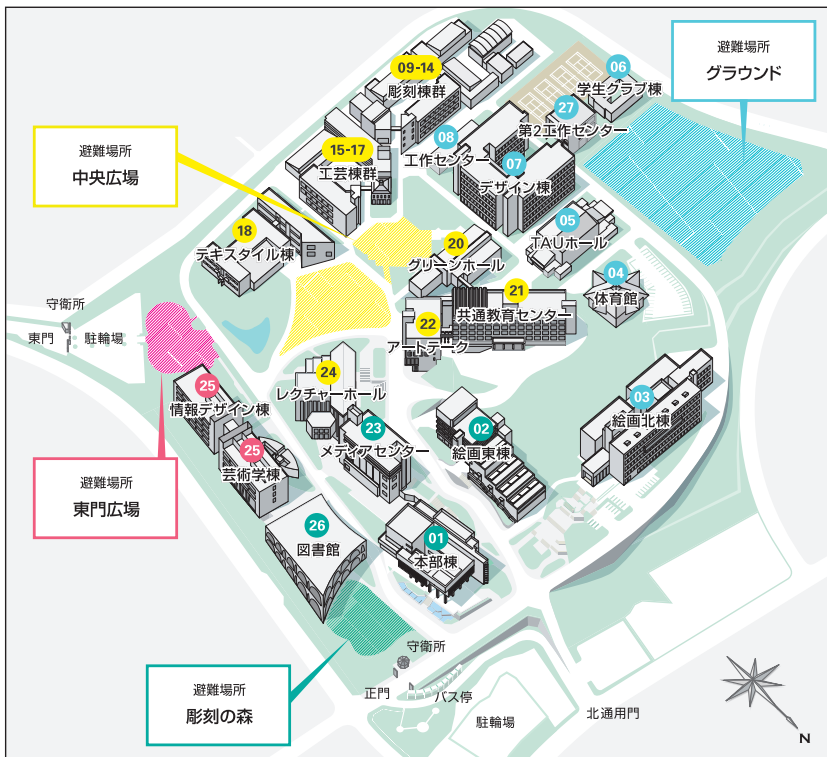 09-14
彫刻棟群
06
学生クラブ棟
避難場所
グラウンド
27
第2工作センター
避難場所
中央広場
15-17
工芸棟群
08
工作センター
07
デザイン棟
18
テキスタイル棟
20
グリーンホール
05
TAUホール
04
体育館
21
共通教育センター
22
アートテーク
守衛所
東門
駐輪場
24
レクチャーホール
25
情報デザイン棟
03
絵画北棟
23
メディアセンター
02
絵画東棟
25
芸術学棟
避難場所
東門広場
26
図書館
01
本部棟
守衛所
正門
バス停
避難場所
彫刻の森
駐輪場
北通用門
N